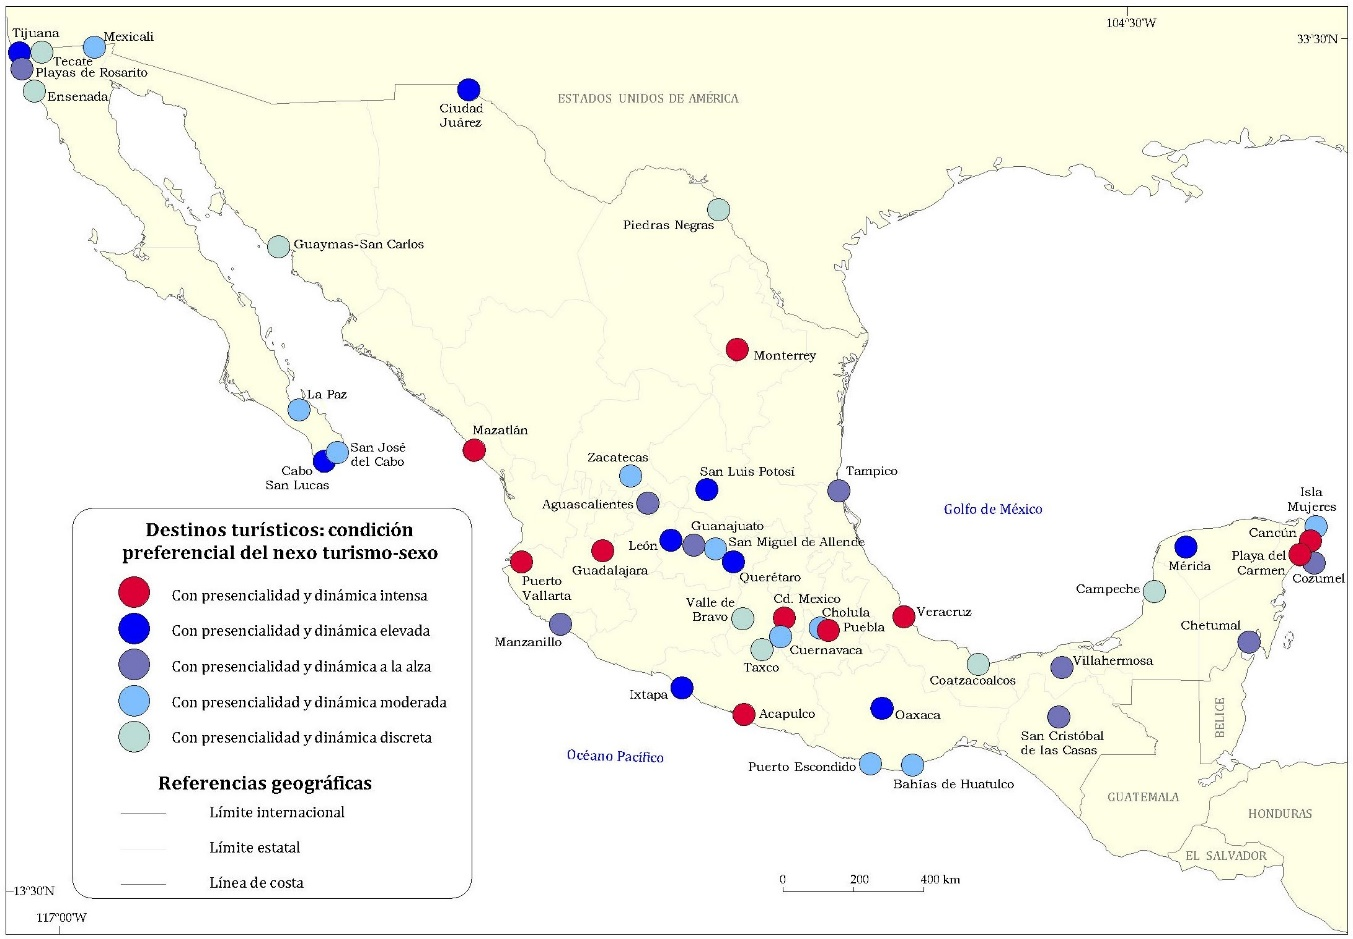 104°30'W
33°30'N
Tijuana
Mexicali
Tecate
Playas de Rosarito
Ensenada
Ciudad
Juárez
ESTADOS UNIDOS DE AMÉRICA
Piedras Negras
Guaymas-San Carlos
Monterrey
La Paz
San José
del Cabo
Cabo
San Lucas
Mazatlán
Zacatecas
San Luis Potosí
Tampico
Aguascalientes
Golfo de México
Isla
Mujeres
Guanajuato
León
San Miguel de Allende
Querétaro
Cancún
Mérida
Playa del
Carmen
Cozumel
Puerto
Vallarta
Guadalajara
Campeche
Valle de
Bravo
Cd. Mexico
Cholula
Puebla
Veracruz
Chetumal
Manzanillo
Cuernavaca
Taxco
Villahermosa
Coatzacoalcos
Ixtapa
Acapulco
Oaxaca
San Cristóbal
de las Casas
BELICE
Océano Pacífico
Puerto Escondido
Bahías de Huatulco
GUATEMALA
HONDURAS
EL SALVADOR
Destinos turísticos: condición
preferencial del nexo turismo-sexo
Con presencialidad y dinámica intensa
Con presencialidad y dinámica elevada
Con presencialidad y dinámica a la alza
Con presencialidad y dinámica moderada
Con presencialidad y dinámica discreta
Referencias geográficas
Límite internacional
Límite estatal
Línea de costa
0 200 400 km
13°30'N
117°00'W